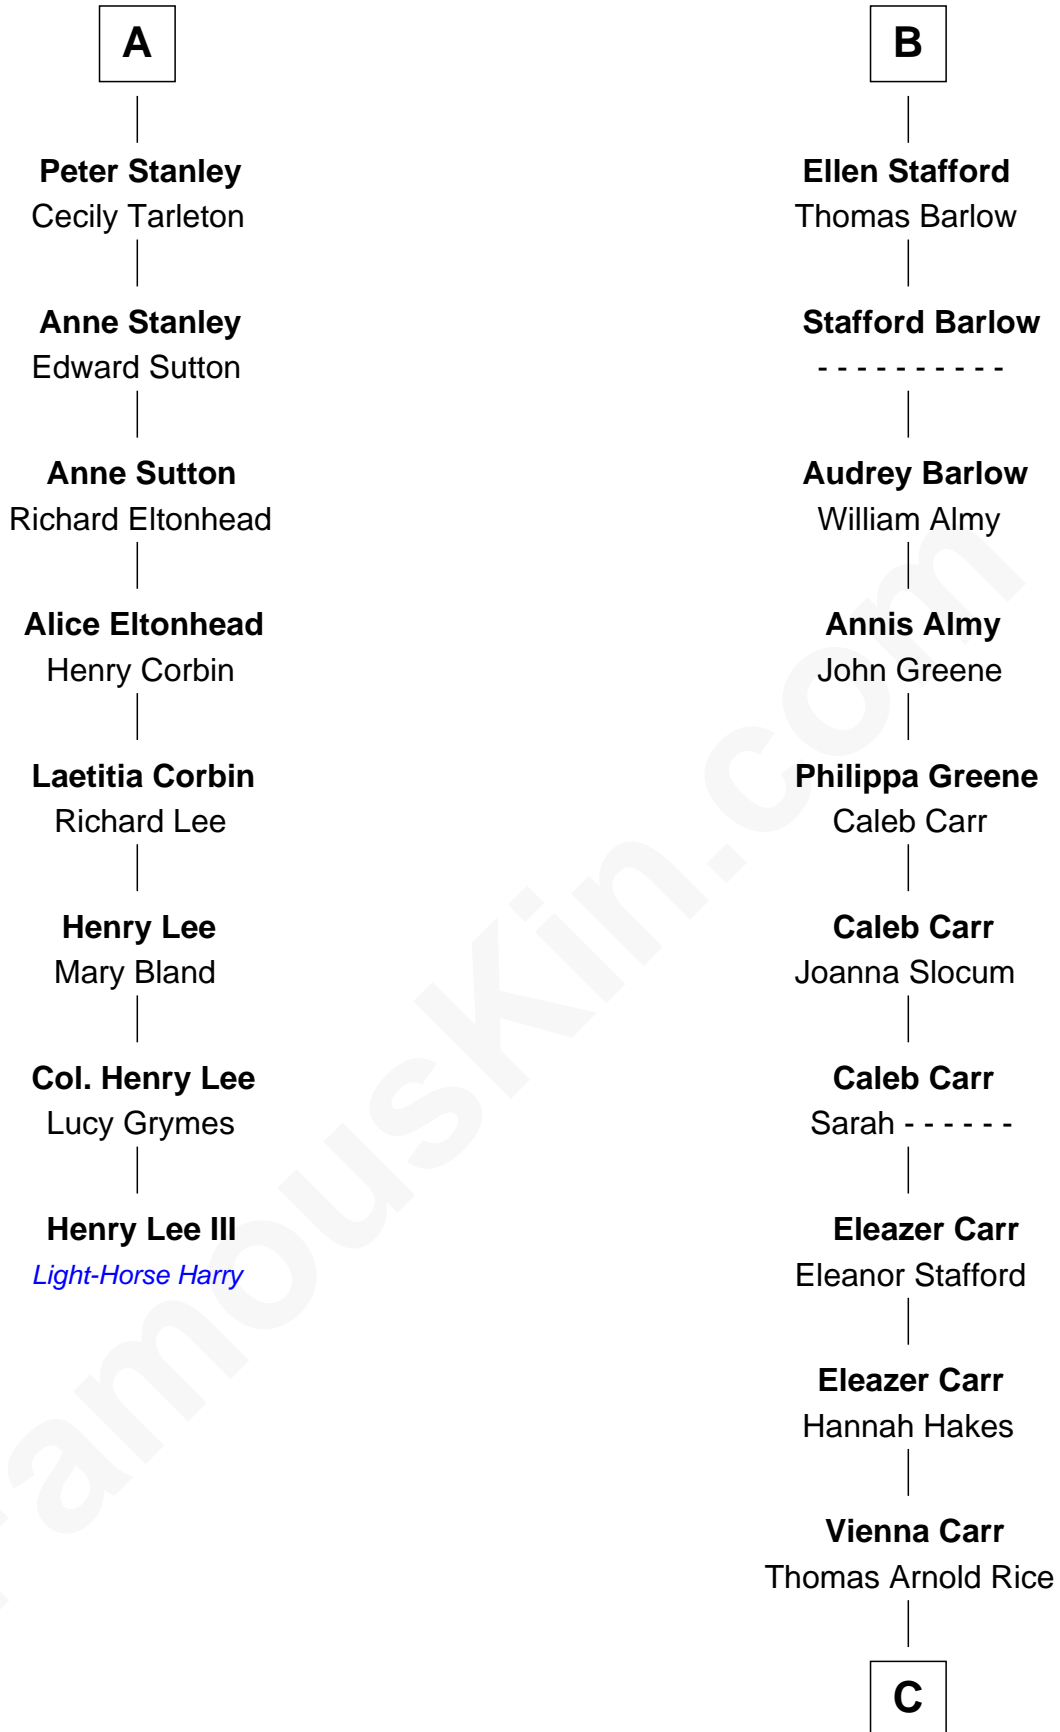 A
Peter Stanley
Cecily Tarleton
Anne Stanley
Edward Sutton
Anne Sutton
Richard Eltonhead
Alice Eltonhead
Henry Corbin
Laetitia Corbin
Richard Lee
Henry Lee
Mary Bland
Col. Henry Lee
Lucy Grymes
Henry Lee III
Light-Horse Harry
B
Ellen Stafford
Thomas Barlow
Stafford Barlow
- - - - - - - - - -
Audrey Barlow
William Almy
Annis Almy
John Greene
Philippa Greene
Caleb Carr
Caleb Carr
Joanna Slocum
Caleb Carr
Sarah - - - - - -
Eleazer Carr
Eleanor Stafford
Eleazer Carr
Hannah Hakes
Vienna Carr
Thomas Arnold Rice
C
FamousKin.com